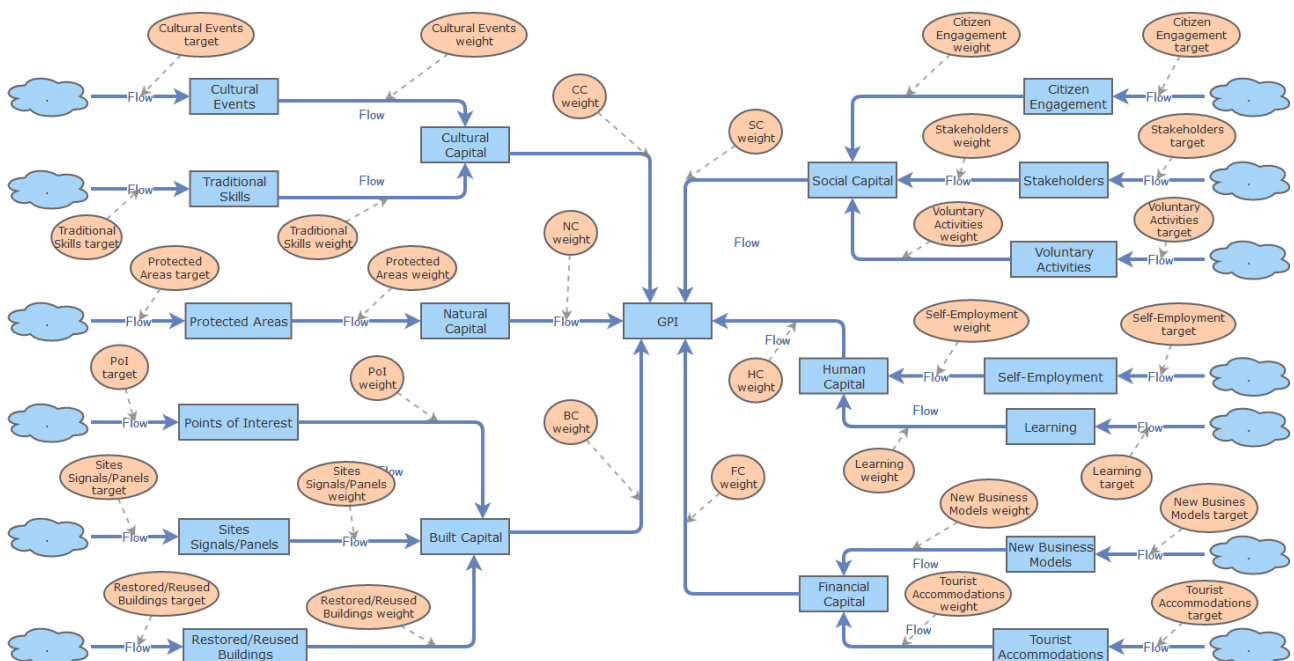 Cultural Events
target
Cultural Events
weight
.
Flow
Cultural
Events
Flow
CC
weight
Cultural
Capital
.
Flow
Traditional
Skills
Flow
Traditional
Skills target
Traditional
Skills weight
NC
weight
Protected
Areas target
Protected
Areas weight
.
Flow
Protected Areas
Flow
Natural
Capital
Flow
GPI
PoI
target
PoI
weight
.
Flow
Points of Interest
Flow
BC
weight
Sites
Signals/Panels
target
Sites
Signals/Panels
weight
.
Flow
Sites
Signals/Panels
Flow
Built Capital
Restored/Reused
Buildings target
Restored/Reused
Buildings weight
.
Flow
Restored/Reused
Buildings
Flow
Citizen
Engagement
weight
Citizen
Engagement
target
Citizen
Engagement
Flow
.
SC
weight
Stakeholders
weight
Stakeholders
target
Social Capital
Flow
Stakeholders
Flow
.
Voluntary
Activities
weight
Voluntary
Activities
target
Flow
Voluntary
Activities
Flow
.
Self-Employment
weight
Self-Employment
target
Flow
HC
weight
Human
Capital
Flow
Self-Employment
Flow
.
Flow
Learning
Flow
.
Learning
weight
Learning
target
FC
weight
New Business
Models weight
New Busines
Models target
Flow
New Business
Models
Flow
.
Financial
Capital
Tourist
Accommodations
weight
Tourist
Accommodations
target
Flow
Tourist
Accommodations
Flow
.